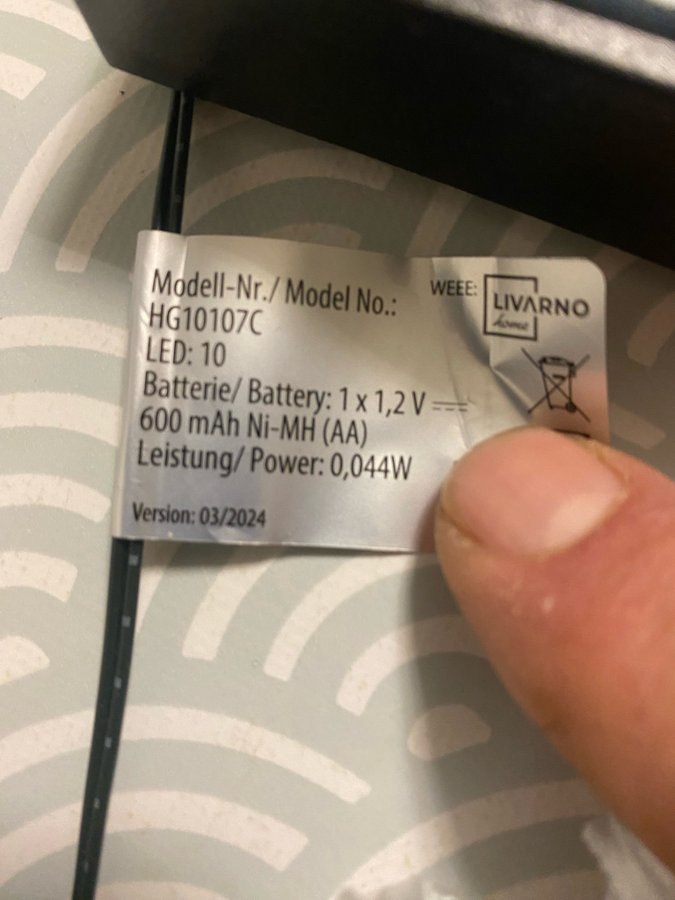 Modell-Nr./ Model No.:
HG10107C
LED: 10
Batterie/ Battery: 1 x 1,2 V ⎓
600 mAh Ni-MH (AA)
Leistung/ Power: 0,044W
Version: 03/2024
WEEE:
LIVARNO
home